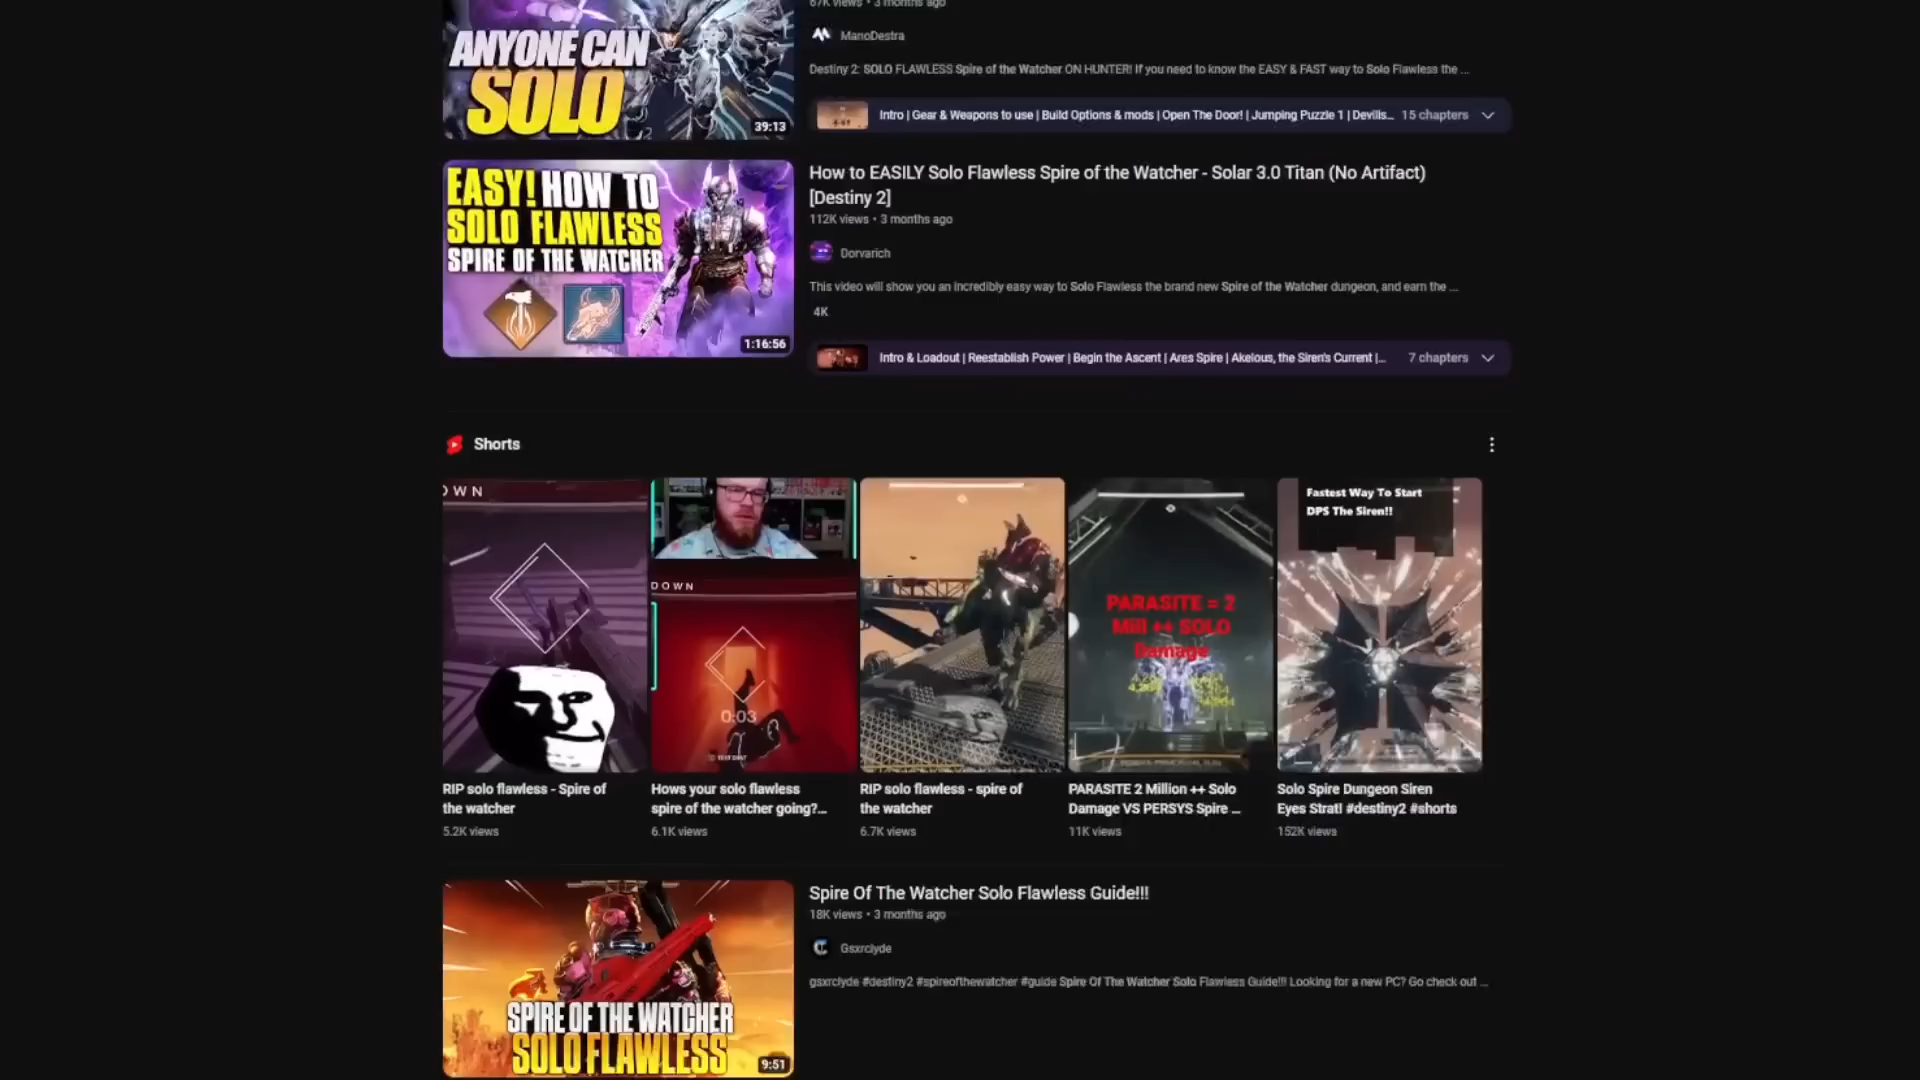 67K views • 3 months ago
ANYONE CAN
SOLO
39:13
ManoDestra
Destiny 2: SOLO FLAWLESS Spire of the Watcher ON HUNTER! If you need to know the EASY & FAST way to Solo Flawless the ...
Intro | Gear & Weapons to use | Build Options & mods | Open The Door! | Jumping Puzzle 1 | Devills... 15 chapters
EASY! HOW TO
SOLO FLAWLESS
SPIRE OF THE WATCHER
1:16:56
How to EASILY Solo Flawless Spire of the Watcher - Solar 3.0 Titan (No Artifact)
[Destiny 2]
112K views • 3 months ago
Dorvarich
This video will show you an incredibly easy way to Solo Flawless the brand new Spire of the Watcher dungeon, and earn the ...
4K
Intro & Loadout | Reestablish Power | Begin the Ascent | Ares Spire | Akelous, the Siren's Current |... 7 chapters
Shorts
OWN
DOWN
0:03
PARASITE = 2
Mill ++ SOLO
Damage
Fastest Way To Start
DPS The Siren!!
RIP solo flawless - Spire of
the watcher
5.2K views
Hows your solo flawless
spire of the watcher going?...
6.1K views
RIP solo flawless - spire of
the watcher
6.7K views
PARASITE 2 Million ++ Solo
Damage VS PERSYS Spire ...
11K views
Solo Spire Dungeon Siren
Eyes Strat! #destiny2 #shorts
152K views
SPIRE OF THE WATCHER
SOLO FLAWLESS
9:51
Spire Of The Watcher Solo Flawless Guide!!!
18K views • 3 months ago
Gsxrclyde
gsxrclyde #destiny2 #spireofthewatcher #guide Spire Of The Watcher Solo Flawless Guide!!! Looking for a new PC? Go check out ...